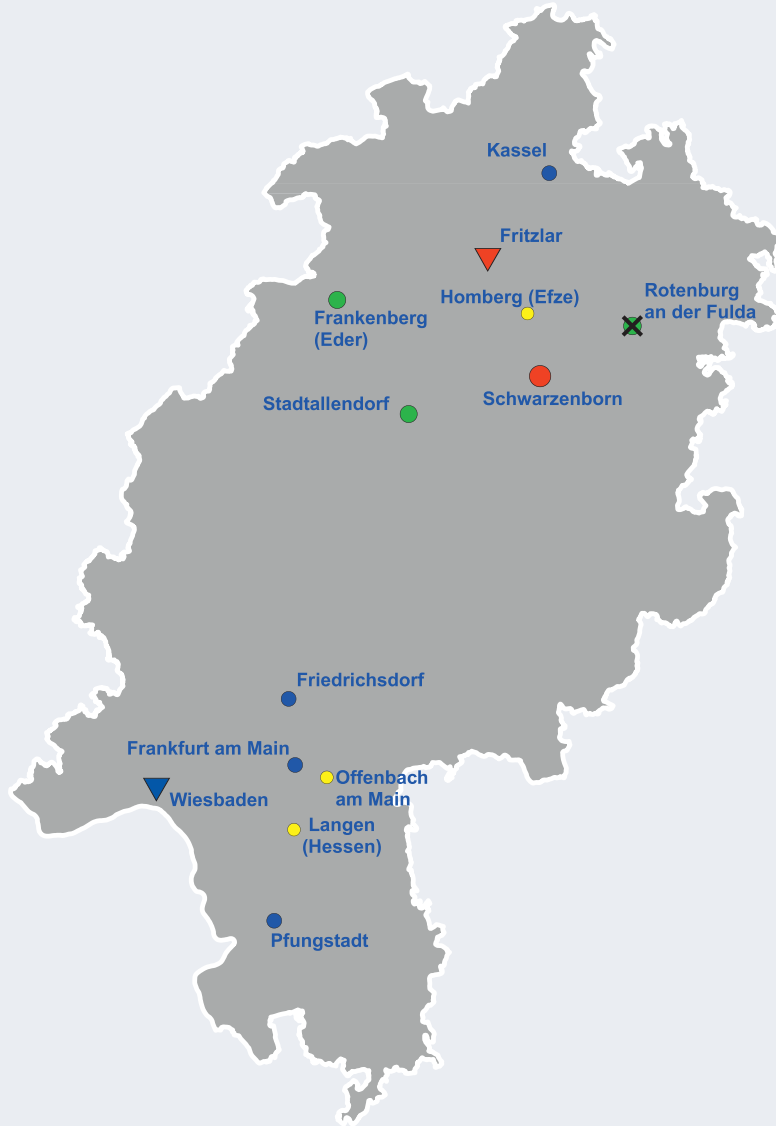 Kassel
Fritzlar
Homberg (Efze)
Rotenburg
an der Fulda
Frankenberg
(Eder)
Schwarzenborn
Stadtallendorf
Friedrichsdorf
Frankfurt am Main
Offenbach
am Main
Wiesbaden
Langen
(Hessen)
Pfungstadt